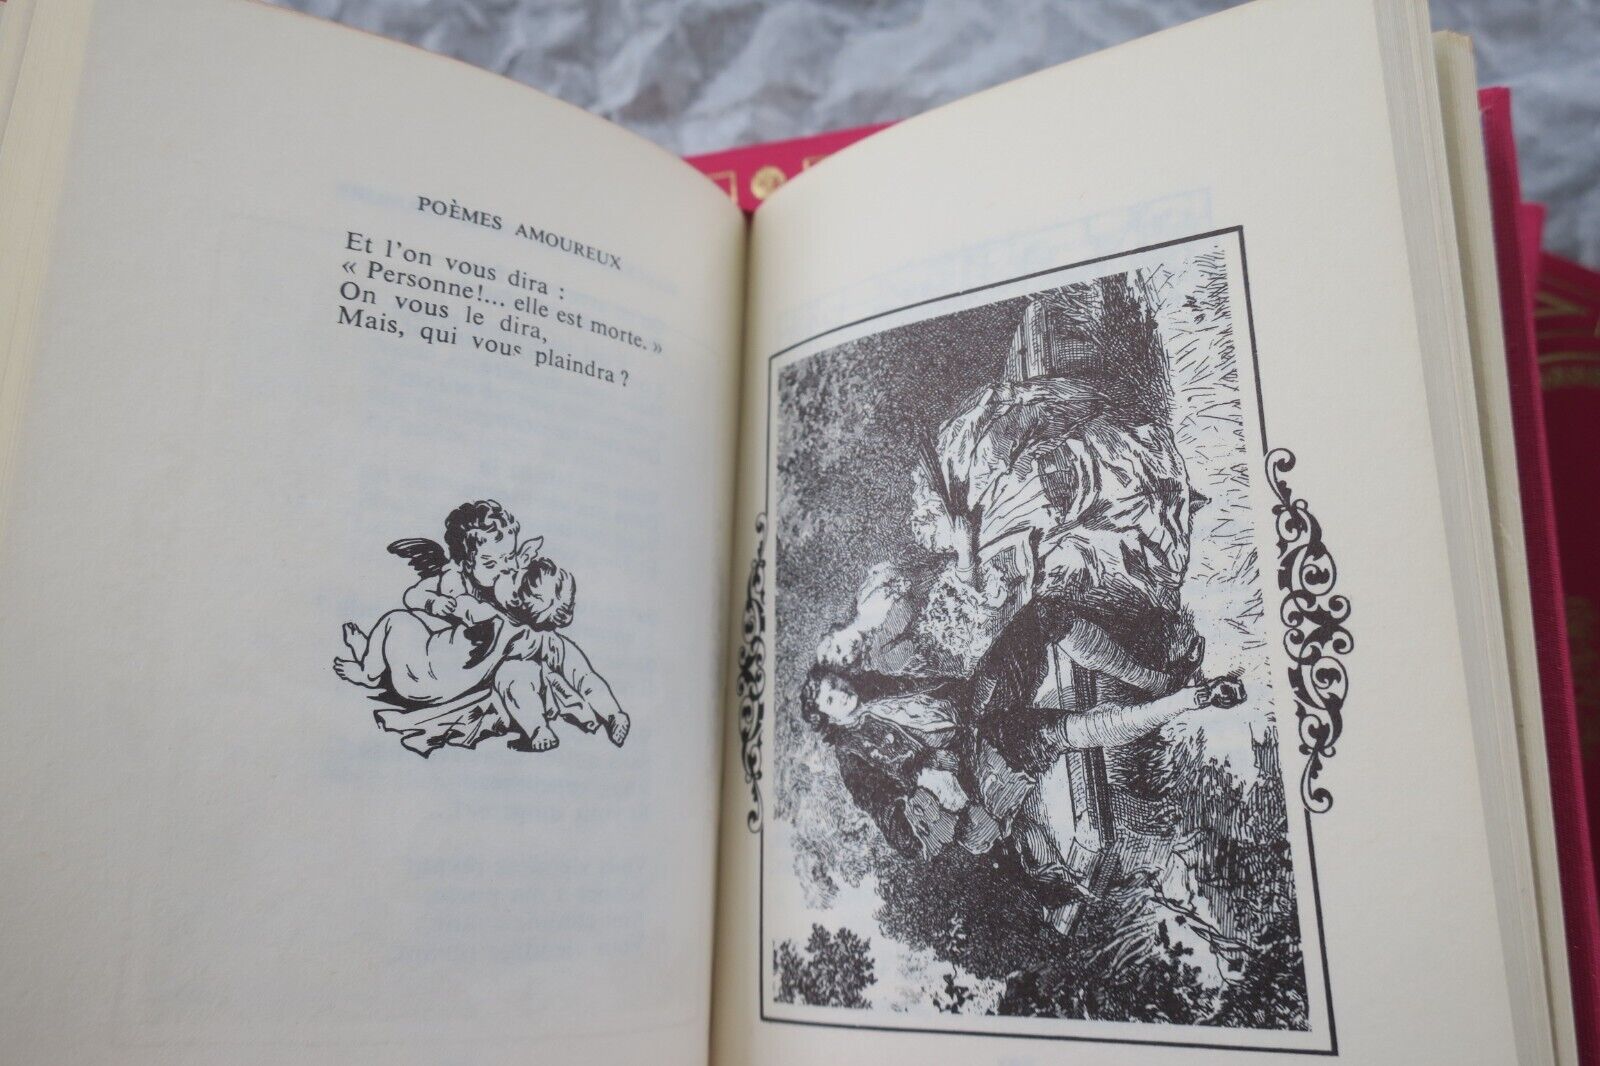 POÈMES AMOUREUX
Et l'on vous dira :
« Personne!... elle est morte. »
On vous le dira,
Mais, qui vous plaindra ?